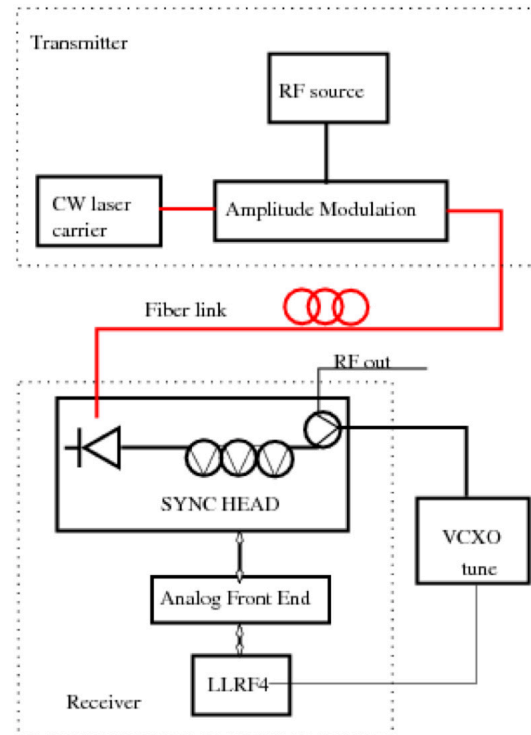 Transmitter
RF source
CW laser
carrier
Amplitude Modulation
Fiber link
RF out
SYNC HEAD
VCXO
tune
Analog Front End
LLRF4
Receiver